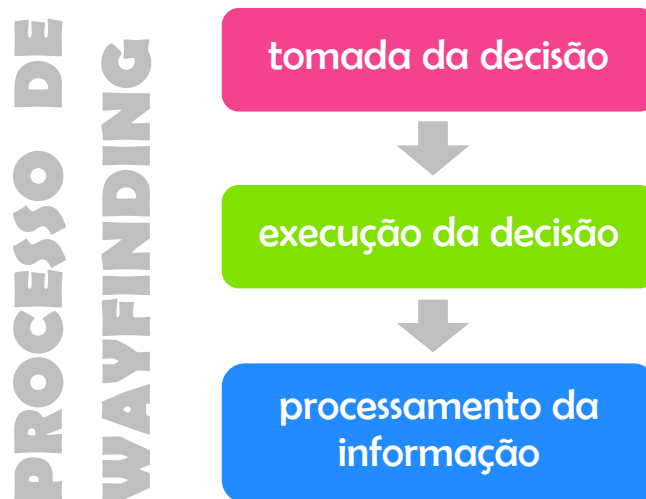 PROCESSO DE
WAYFINDING
tomada da decisão
execução da decisão
processamento da
informação